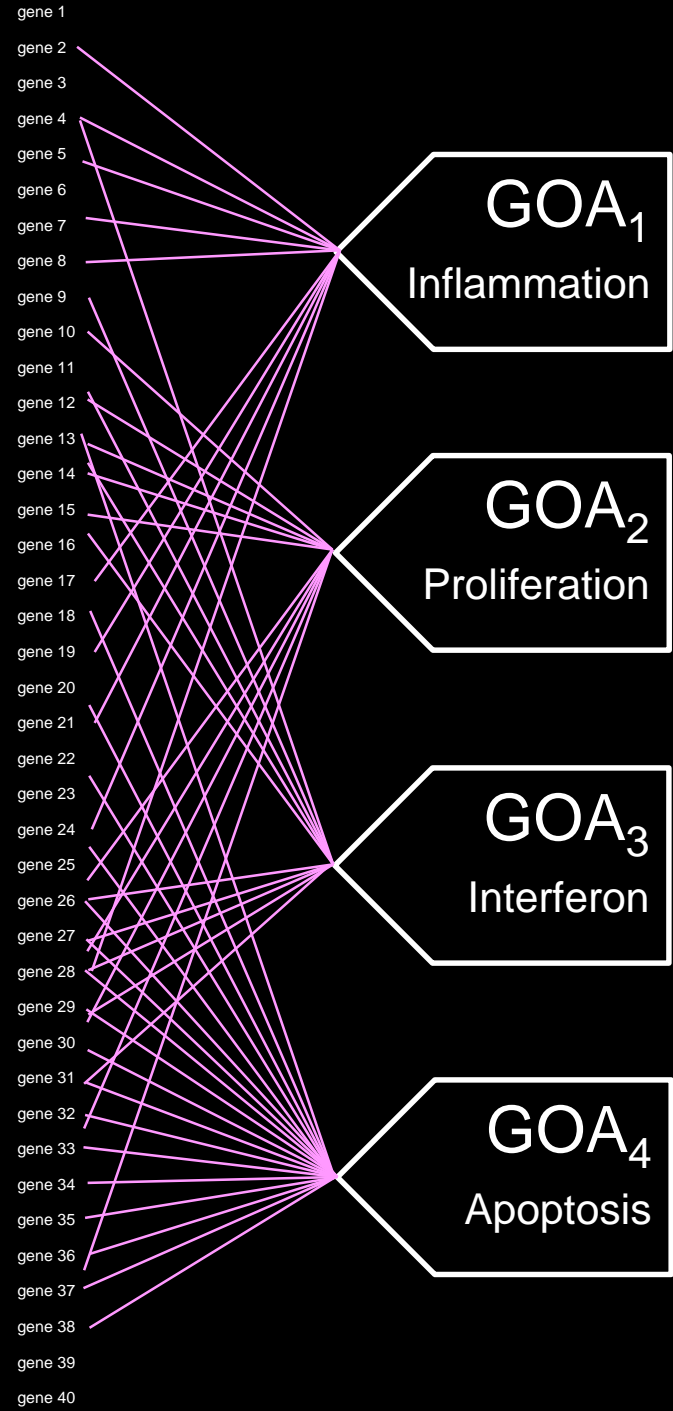 gene 1
gene 2
gene 3
gene 4
gene 5
gene 6
gene 7
gene 8
gene 9
gene 10
gene 11
gene 12
gene 13
gene 14
gene 15
gene 16
gene 17
gene 18
gene 19
gene 20
gene 21
gene 22
gene 23
gene 24
gene 25
gene 26
gene 27
gene 28
gene 29
gene 30
gene 31
gene 32
gene 33
gene 34
gene 35
gene 36
gene 37
gene 38
gene 39
gene 40
GOA₁
Inflammation
GOA₂
Proliferation
GOA₃
Interferon
GOA₄
Apoptosis